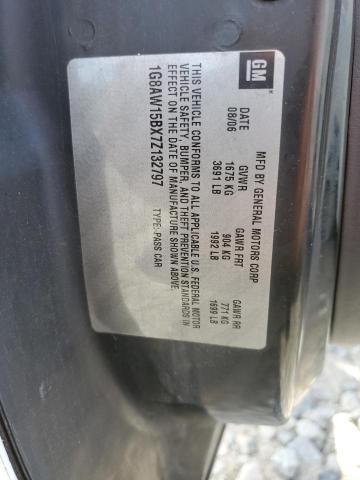 GM
MFD BY GENERAL MOTORS CORP
DATE GVWR GAWR FRT GAWR RR
08/06 1675 KG 904 KG 771 KG
3691 LB 1992 LB 1699 LB
THIS VEHICLE CONFORMS TO ALL APPLICABLE U.S. FEDERAL MOTOR
VEHICLE SAFETY, BUMPER, AND THEFT PREVENTION STANDARDS IN
EFFECT ON THE DATE OF MANUFACTURE SHOWN ABOVE.
1G8AW15BX7Z132797 TYPE: PASS CAR